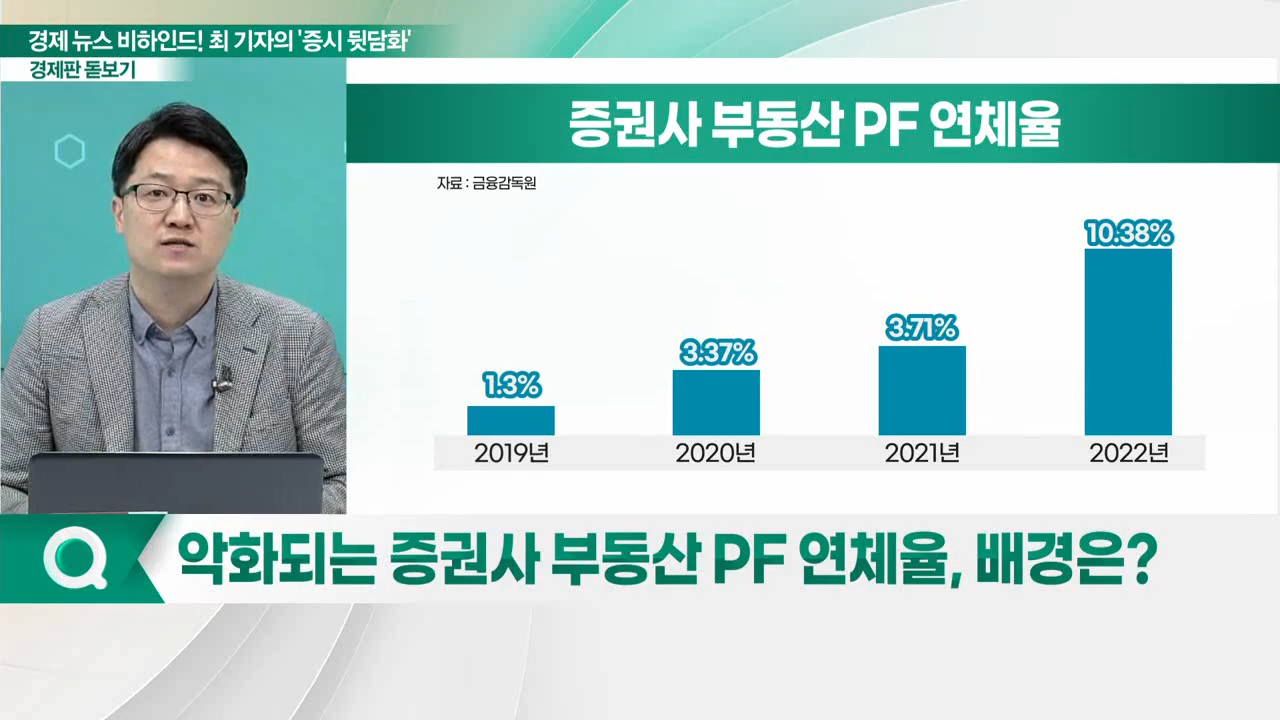 경제 뉴스 비하인드! 최 기자의 '증시 뒷담화'
경제판 돋보기
증권사 부동산 PF 연체율
자료 : 금융감독원
1.3%
3.37%
3.71%
10.38%
2019년
2020년
2021년
2022년
Q
악화되는 증권사 부동산 PF 연체율, 배경은?